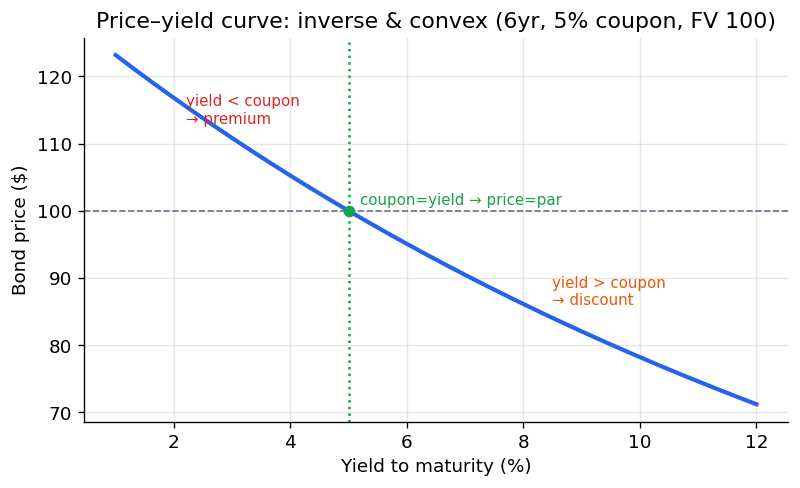 Price–yield curve: inverse & convex (6yr, 5% coupon, FV 100)
Bond price ($)
120
110
100
90
80
70
yield < coupon
→ premium
coupon=yield → price=par
yield > coupon
→ discount
2
4
6
8
10
12
Yield to maturity (%)